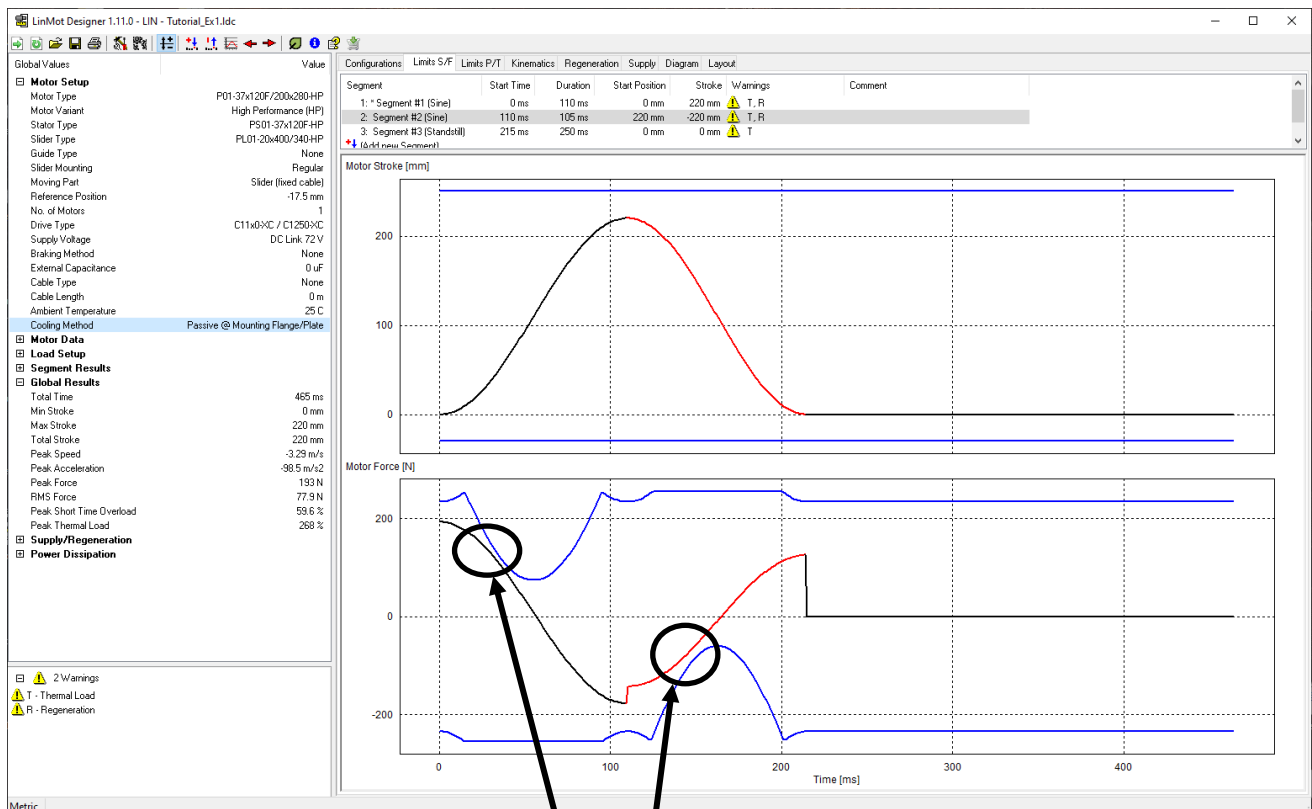 LinMot Designer 1.11.0 - LIN - Tutorial_Ex1.ldc
Global Values Value
Motor Setup
Motor Type P01-37x120F/200x280-HP
Motor Variant High Performance (HP)
Stator Type PS01-37x120F-HP
Slider Type PL01-20x400/340-HP
Guide Type None
Slider Mounting Regular
Moving Part Slider (fixed cable)
Reference Position -17.5 mm
No. of Motors 1
Drive Type C11x0-XC / C1250-XC
Supply Voltage DC Link 72 V
Braking Method None
External Capacitance 0 uF
Cable Type None
Cable Length 0 m
Ambient Temperature 25 C
Cooling Method Passive @ Mounting Flange/Plate
Motor Data
Load Setup
Segment Results
Global Results
Total Time 465 ms
Min Stroke 0 mm
Max Stroke 220 mm
Total Stroke 220 mm
Peak Speed -3.29 m/s
Peak Acceleration -98.5 m/s2
Peak Force 193 N
RMS Force 77.9 N
Peak Short Time Overload 59.6 %
Peak Thermal Load 268 %
Supply/Regeneration
Power Dissipation
2 Warnings
T - Thermal Load
R - Regeneration
Metric
Configurations Limits S/F Limits P/T Kinematics Regeneration Supply Diagram Layout
Segment Start Time Duration Start Position Stroke Warnings Comment
1: * Segment #1 (Sine) 0 ms 110 ms 0 mm 220 mm T, R
2: Segment #2 (Sine) 110 ms 105 ms 220 mm -220 mm T, R
3: Segment #3 (Standstill) 215 ms 250 ms 0 mm 0 mm T
(Add new Segment)
Motor Stroke [mm]
200
100
0
Motor Force [N]
200
0
-200
0 100 200 300 400
Time [ms]